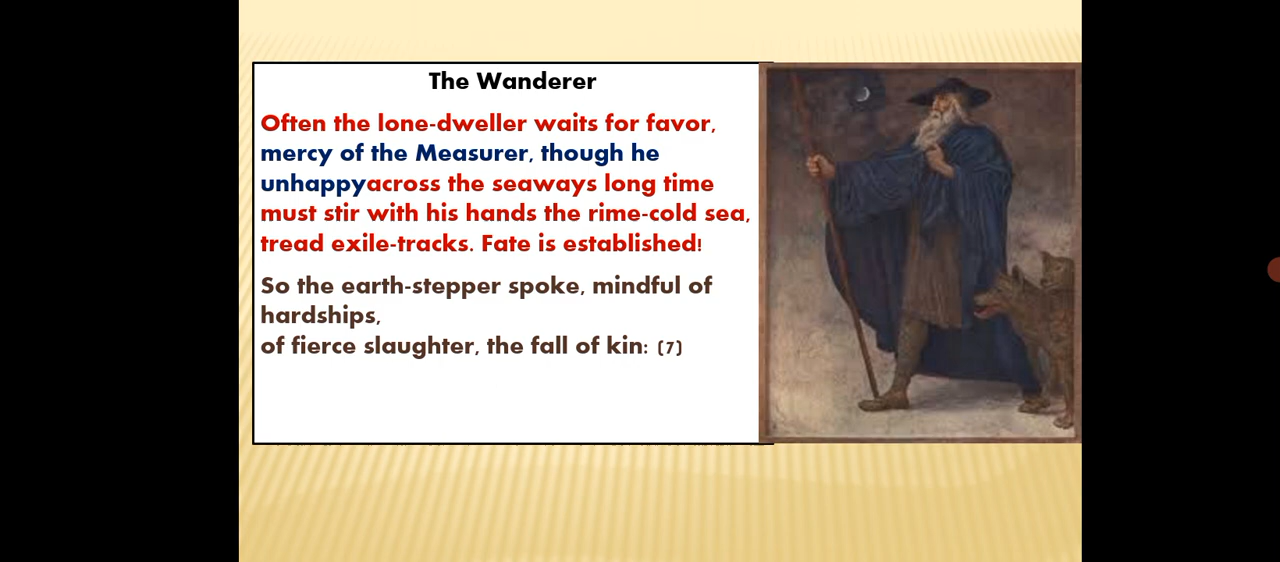 The Wanderer
Often the lone-dweller waits for favor,
mercy of the Measurer, though he
unhappyacross the seaways long time
must stir with his hands the rime-cold sea,
tread exile-tracks. Fate is established!
So the earth-stepper spoke, mindful of
hardships,
of fierce slaughter, the fall of kin: (7)